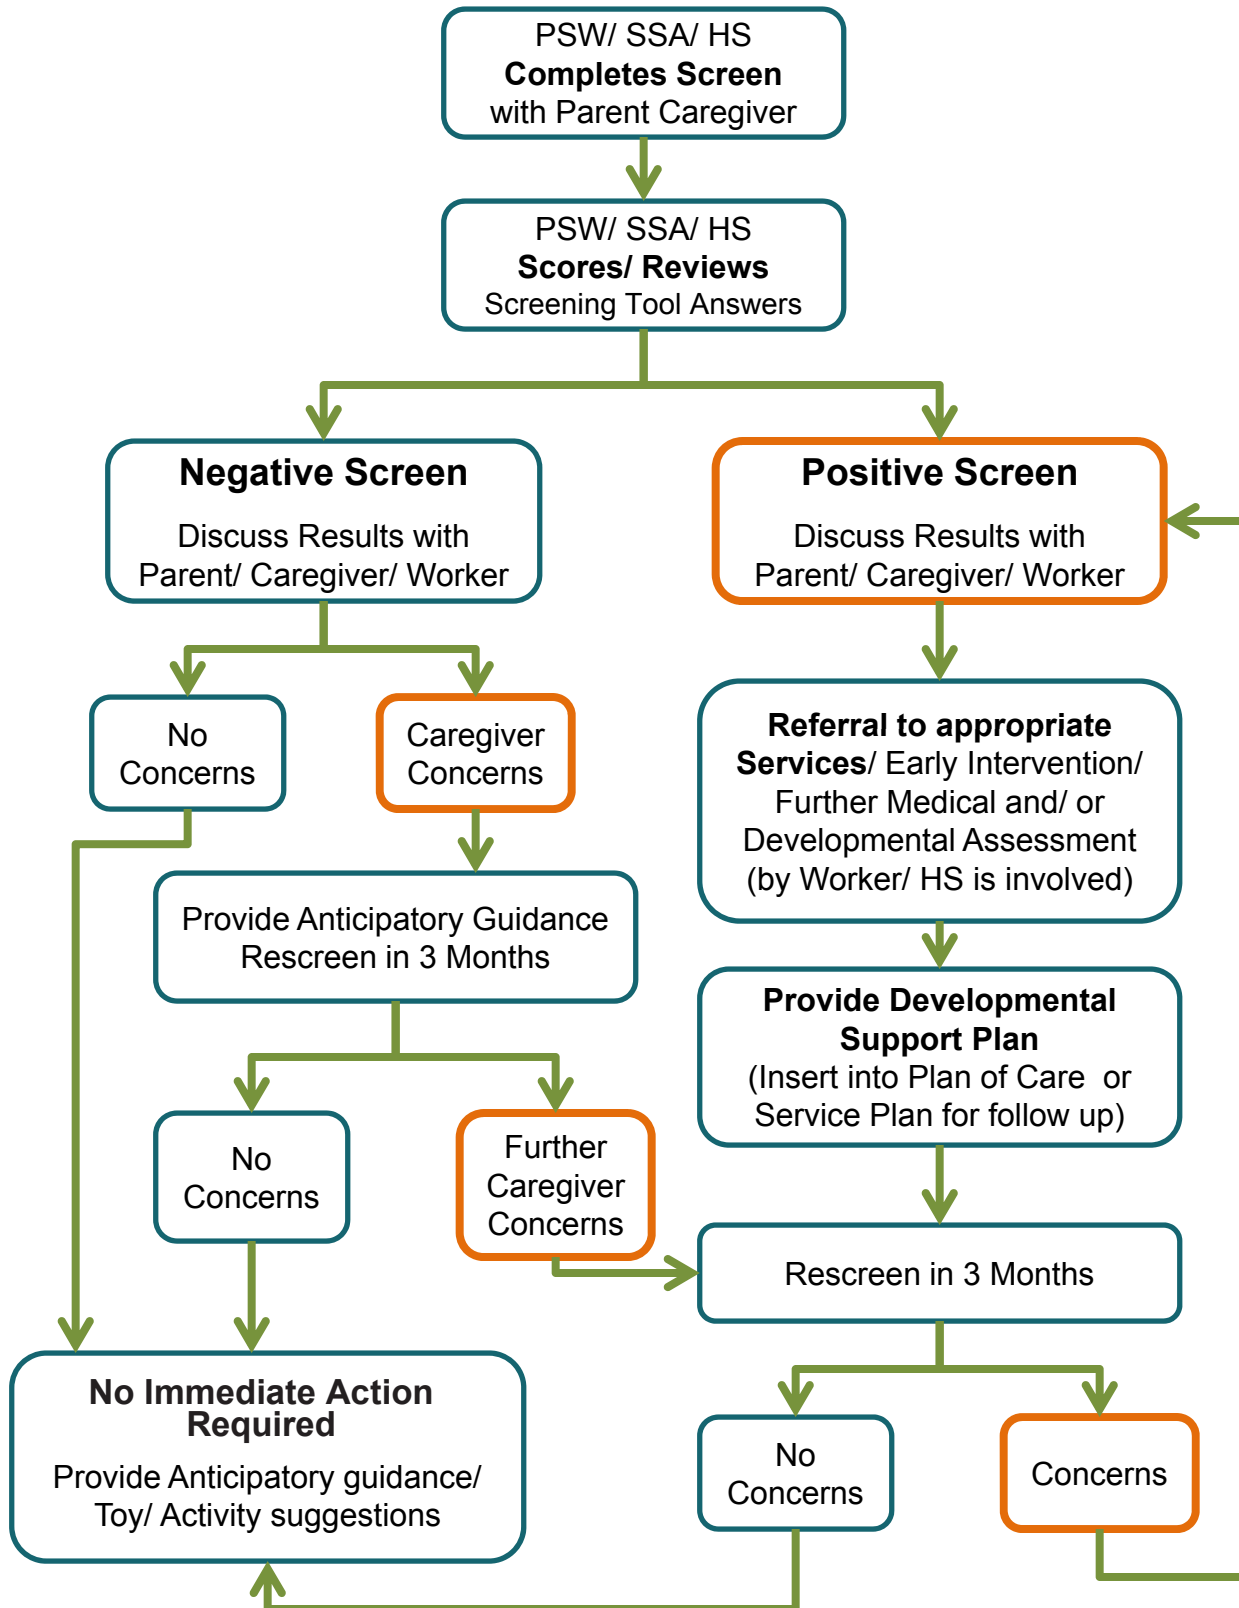 PSW/ SSA/ HS
Completes Screen
with Parent Caregiver
PSW/ SSA/ HS
Scores/ Reviews
Screening Tool Answers
Negative Screen
Discuss Results with
Parent/ Caregiver/ Worker
Positive Screen
Discuss Results with
Parent/ Caregiver/ Worker
No
Concerns
Caregiver
Concerns
Referral to appropriate
Services/ Early Intervention/
Further Medical and/ or
Developmental Assessment
(by Worker/ HS is involved)
Provide Anticipatory Guidance
Rescreen in 3 Months
Provide Developmental
Support Plan
(Insert into Plan of Care or
Service Plan for follow up)
No
Concerns
Further
Caregiver
Concerns
Rescreen in 3 Months
No Immediate Action
Required
Provide Anticipatory guidance/
Toy/ Activity suggestions
No
Concerns
Concerns